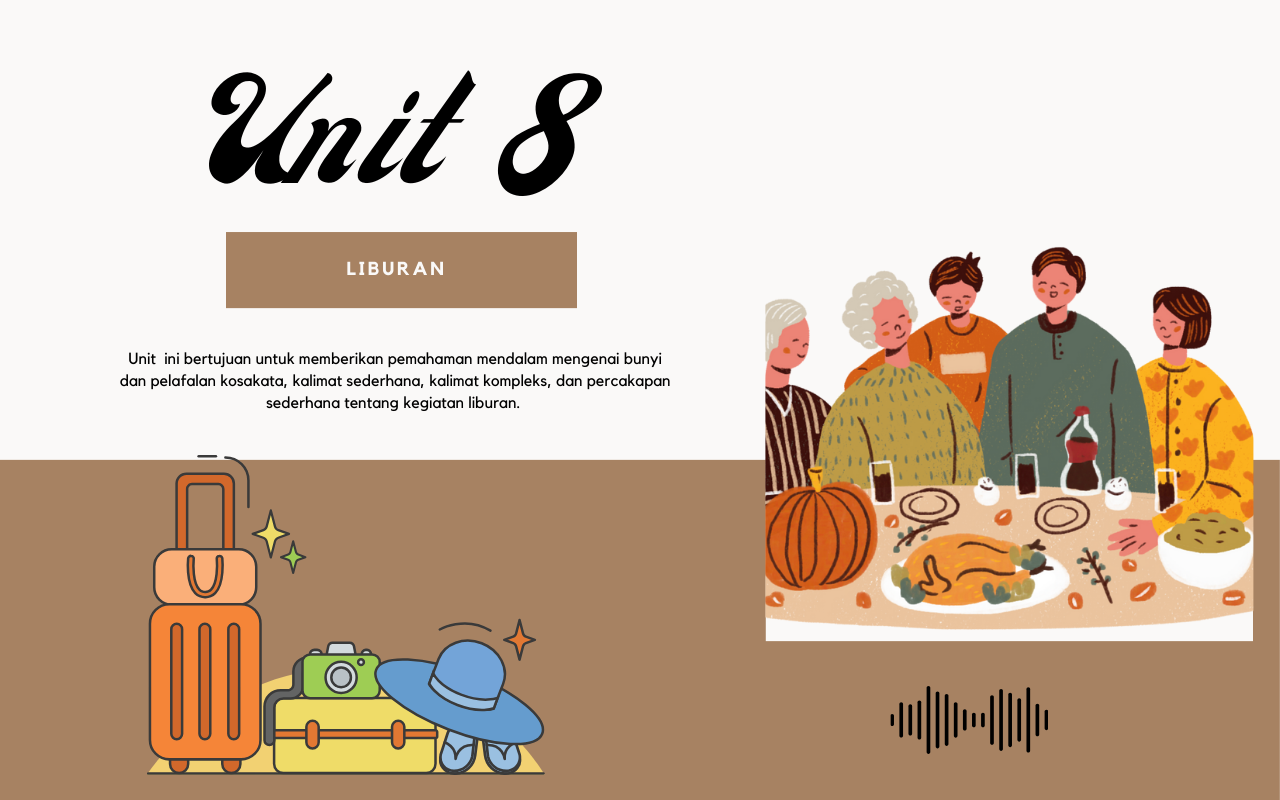 Unit 8
LIBURAN
Unit ini bertujuan untuk memberikan pemahaman mendalam mengenai bunyi
dan pelafalan kosakata, kalimat sederhana, kalimat kompleks, dan percakapan
sederhana tentang kegiatan liburan.